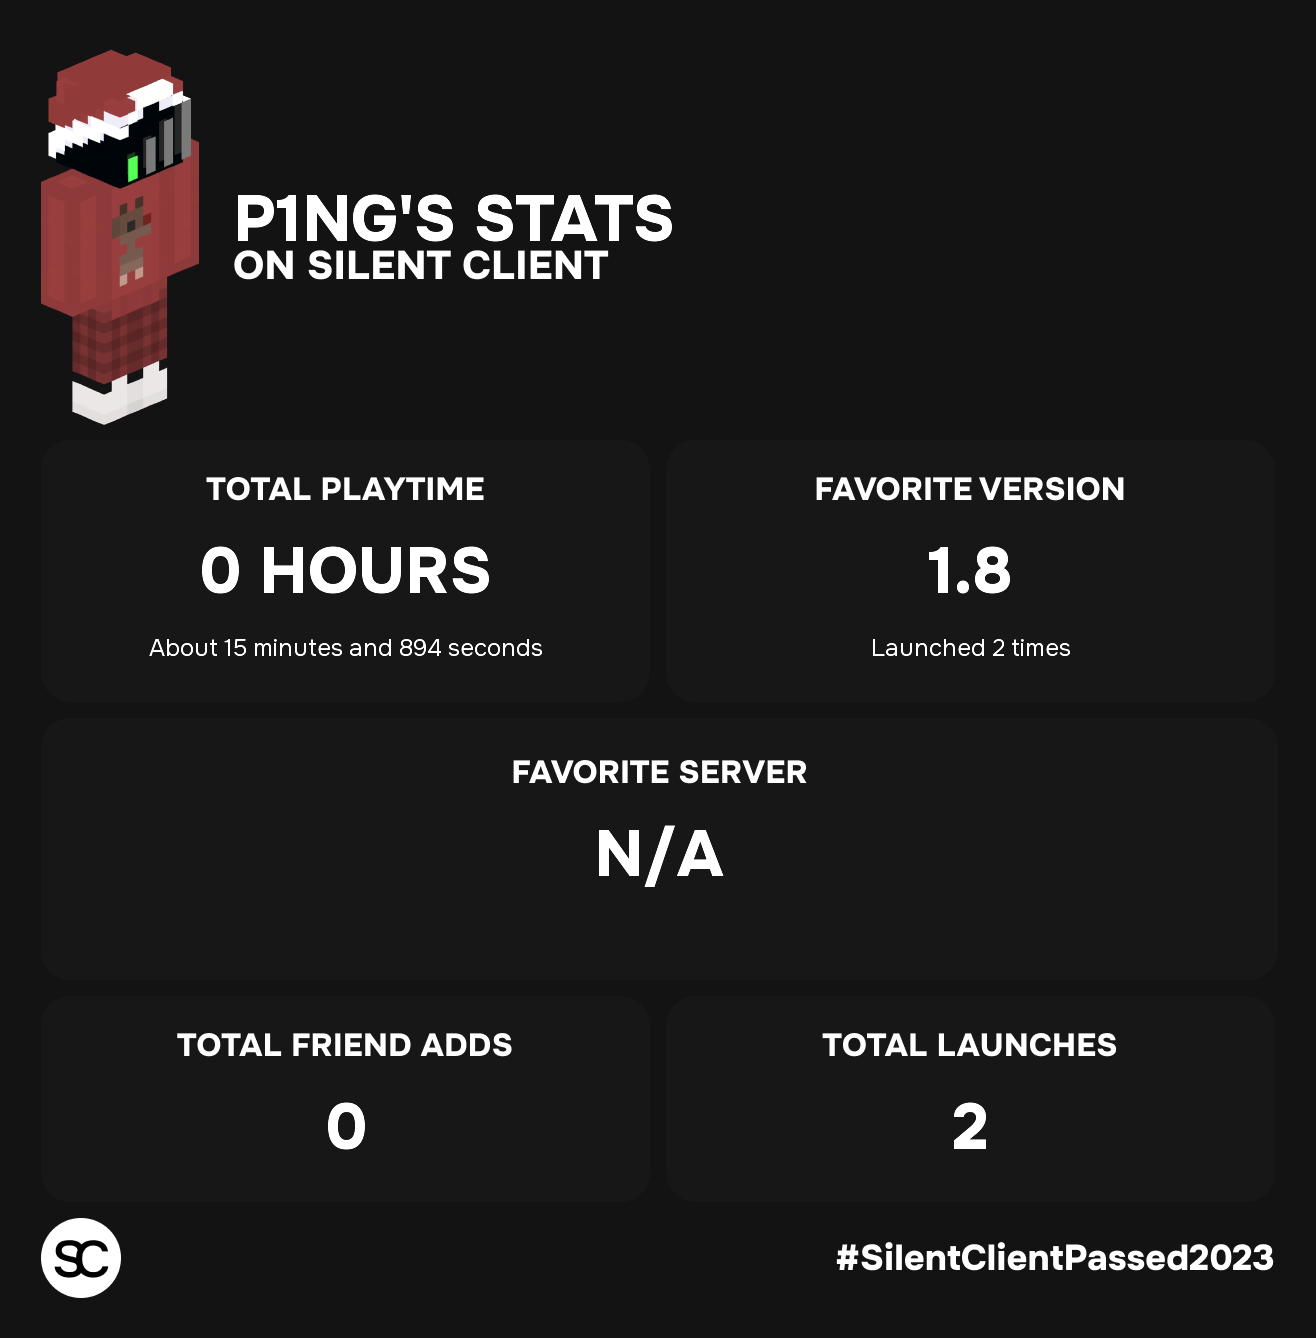 P1NG'S STATS
ON SILENT CLIENT
TOTAL PLAYTIME
0 HOURS
About 15 minutes and 894 seconds
FAVORITE VERSION
1.8
Launched 2 times
FAVORITE SERVER
N/A
TOTAL FRIEND ADDS
0
TOTAL LAUNCHES
2
SC
#SilentClientPassed2023